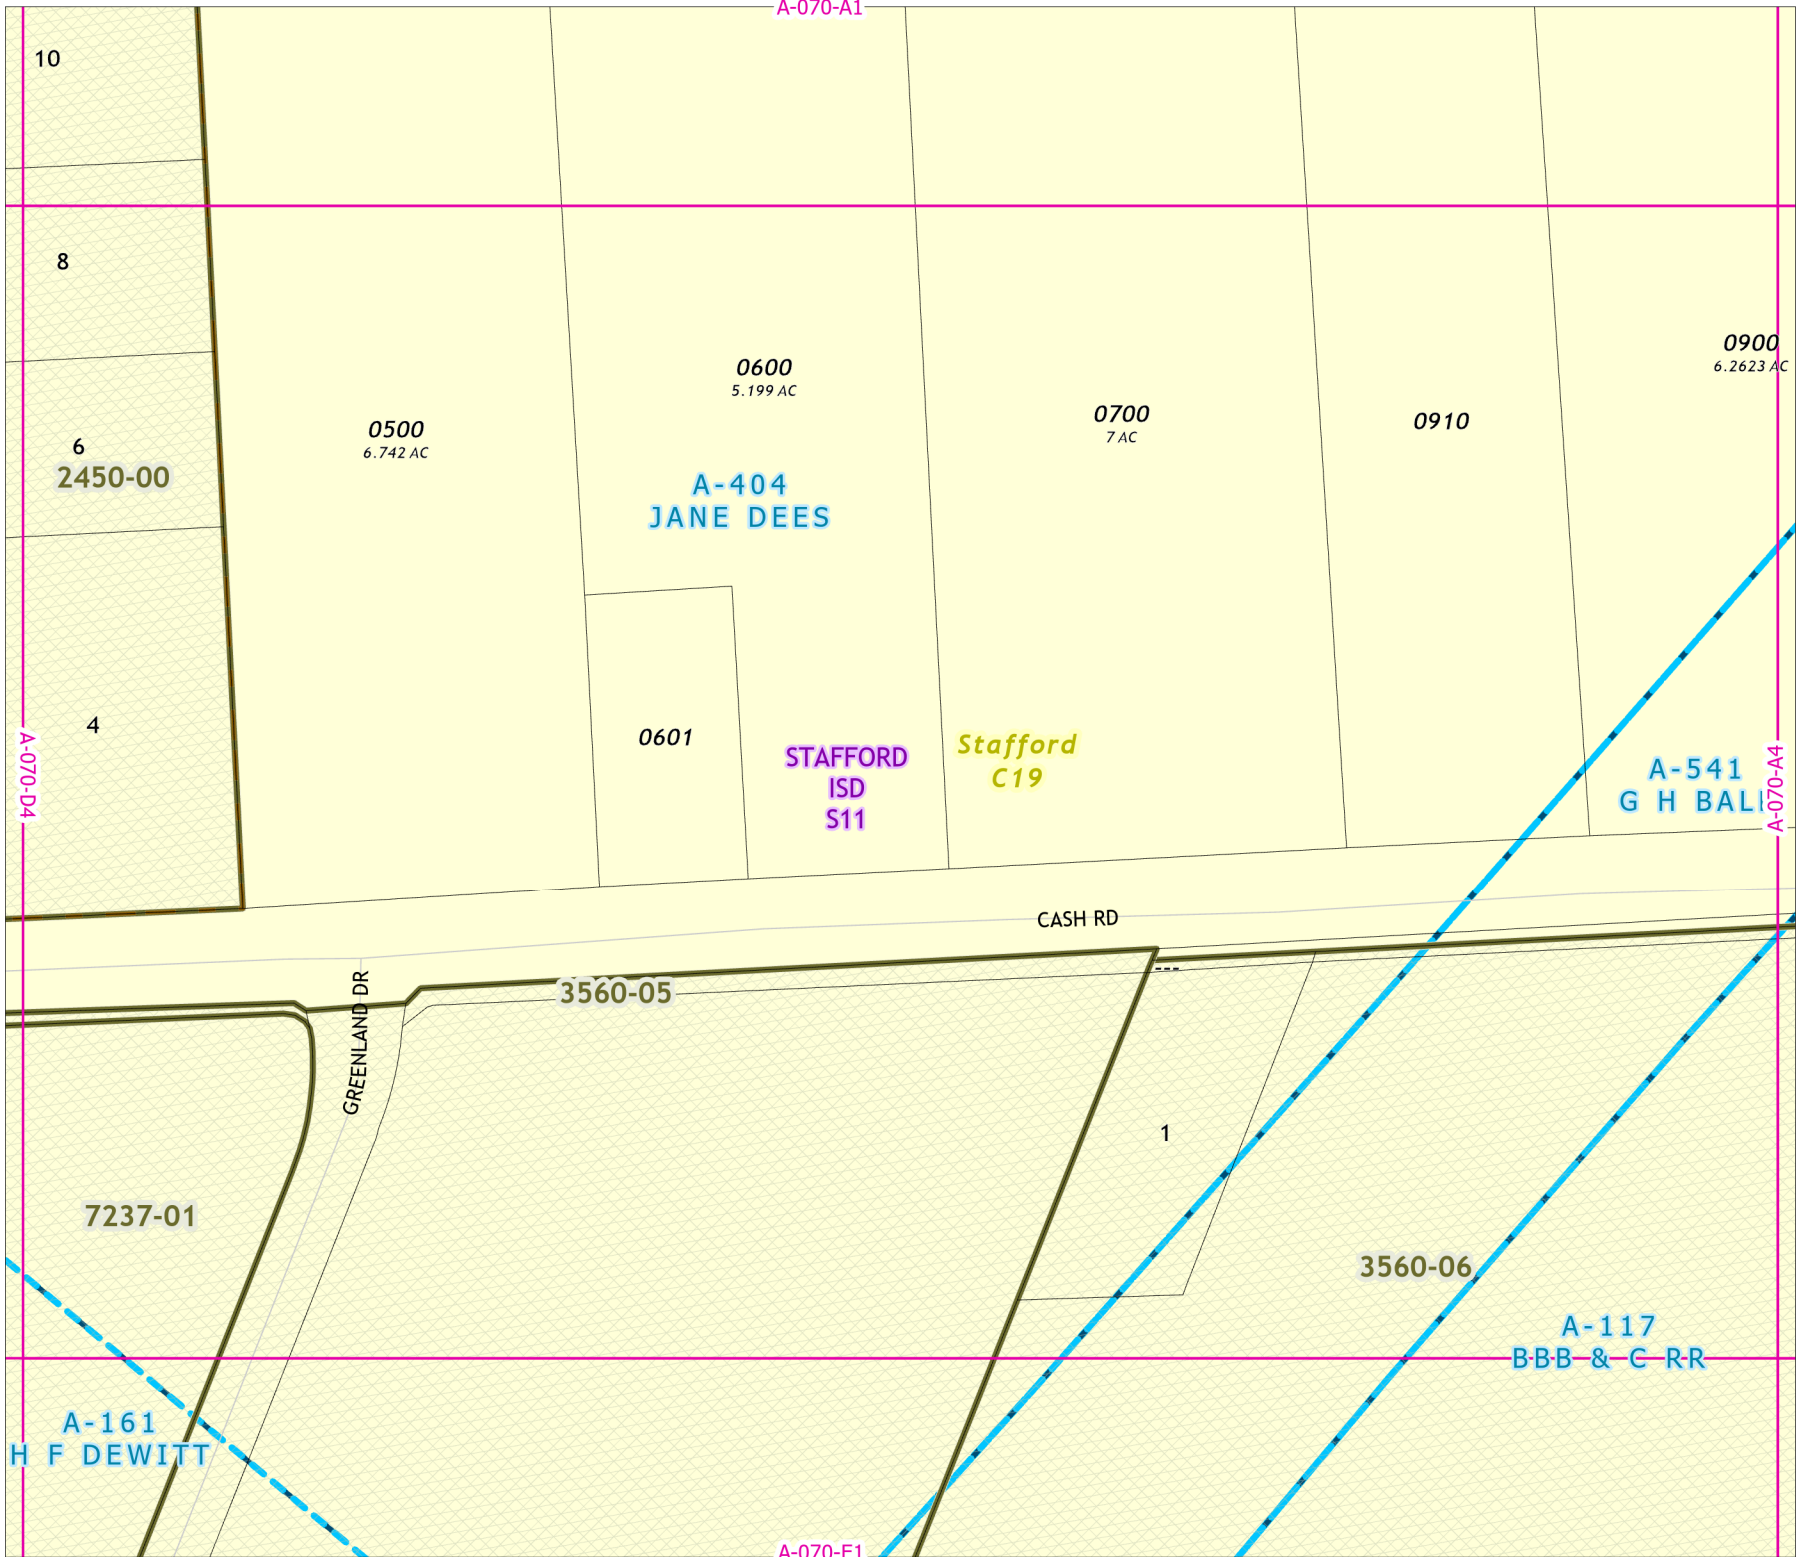 A-070-A1
10
8
0900
6.2623 AC
0600
5.199 AC
0700
7 AC
0910
0500
6.742 AC
6
2450-00
A-404
JANE DEES
4
0601
STAFFORD
ISD
S11
Stafford
C19
A-541
G H BAL
A-070-D4
A-070-A4
CASH RD
3560-05
---
GREENLAND DR
1
7237-01
3560-06
A-117
BBB & C RR
A-161
H F DEWITT
A-070-E1